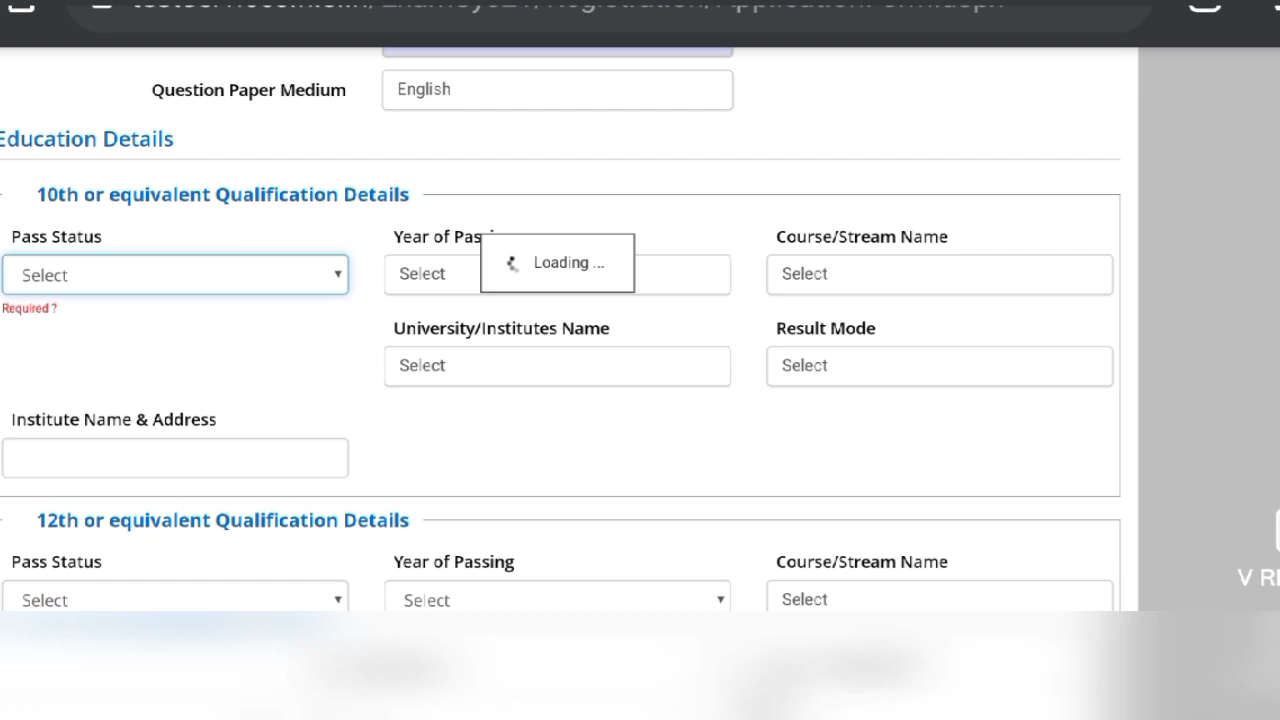 Question Paper Medium English
Education Details
10th or equivalent Qualification Details
Pass Status Course/Stream Name
Year of
Select ▾ Select Loading ... Select
Required ?
University/Institutes Name Result Mode
Select Select
Institute Name & Address
12th or equivalent Qualification Details
Pass Status Year of Passing Course/Stream Name
Select ▾ Select ▾ Select